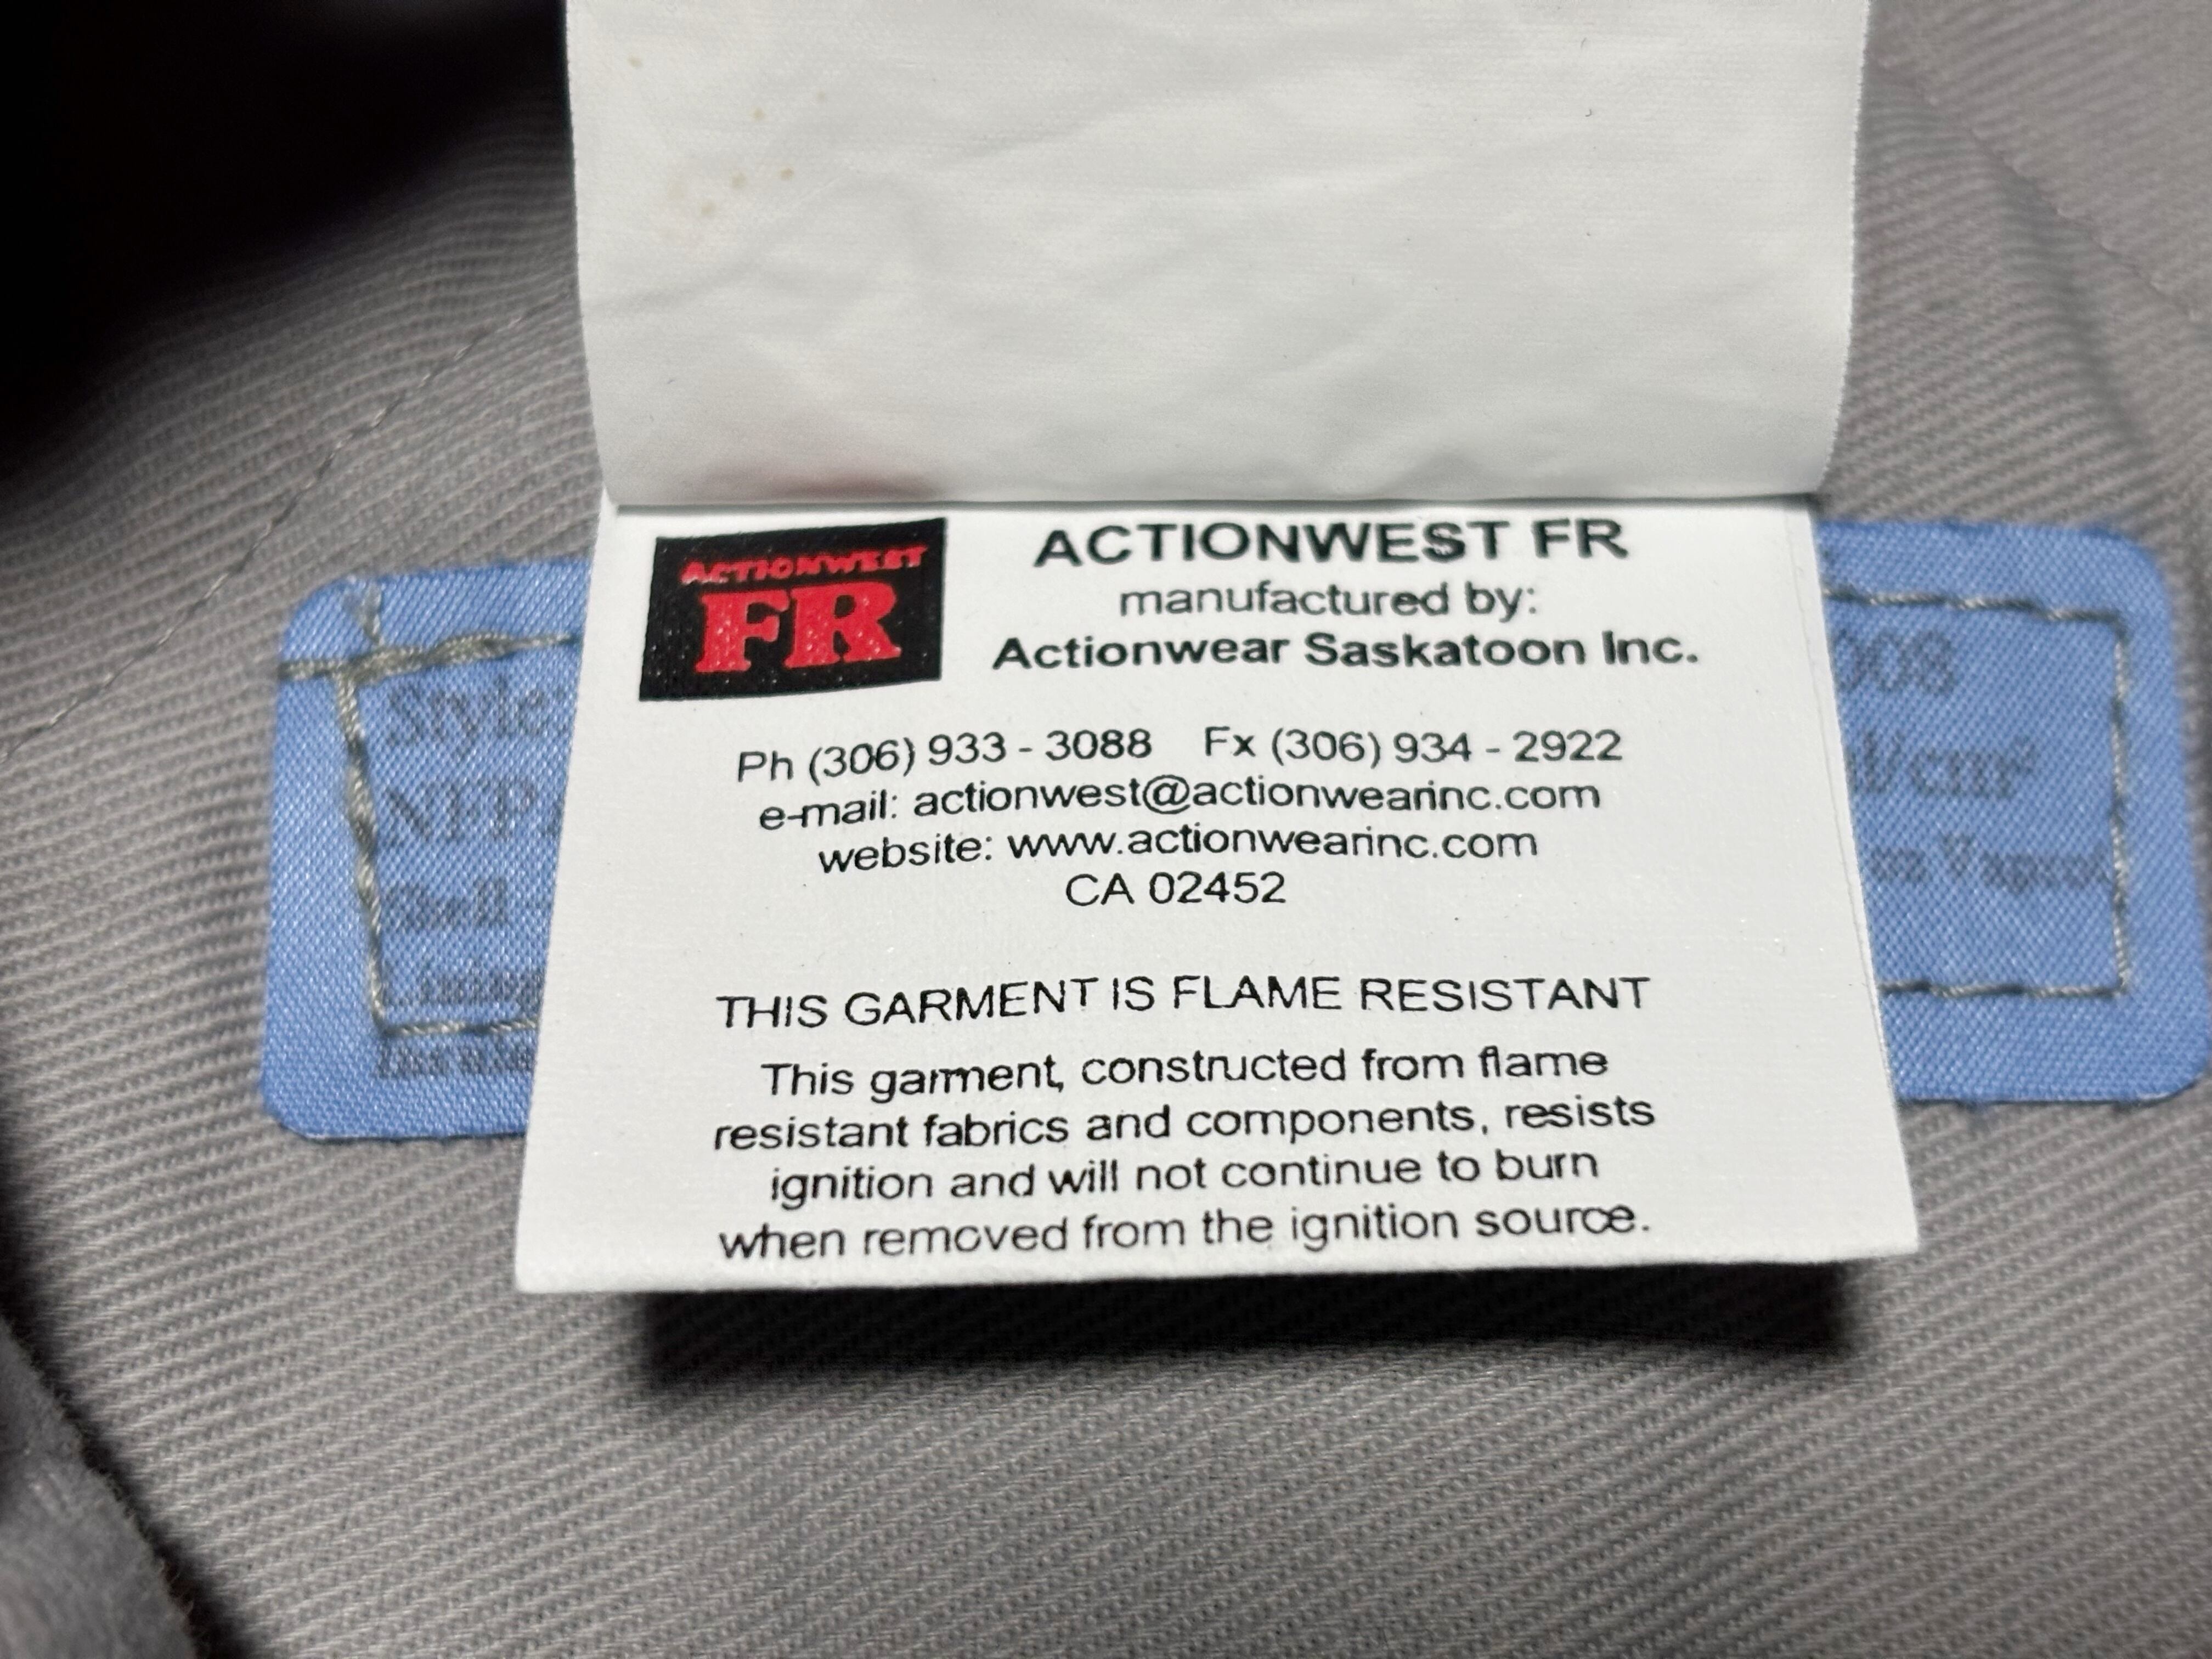 ACTIONWEST
FR
ACTIONWEST FR
manufactured by:
Actionwear Saskatoon Inc.
Ph (306) 933 - 3088 Fx (306) 934 - 2922
e-mail: actionwest@actionwearinc.com
website: www.actionwearinc.com
CA 02452
THIS GARMENT IS FLAME RESISTANT
This garment, constructed from flame
resistant fabrics and components, resists
ignition and will not continue to burn
when removed from the ignition source.
Style: